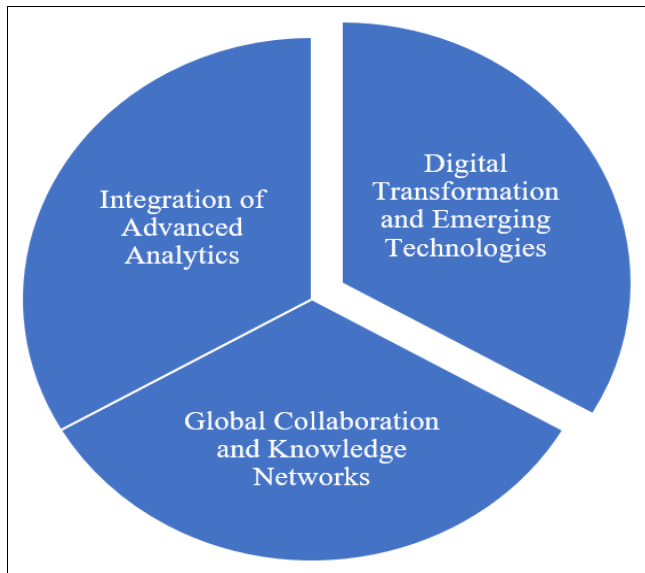 Integration of
Advanced
Analytics
Digital
Transformation
and Emerging
Technologies
Global Collaboration
and Knowledge
Networks